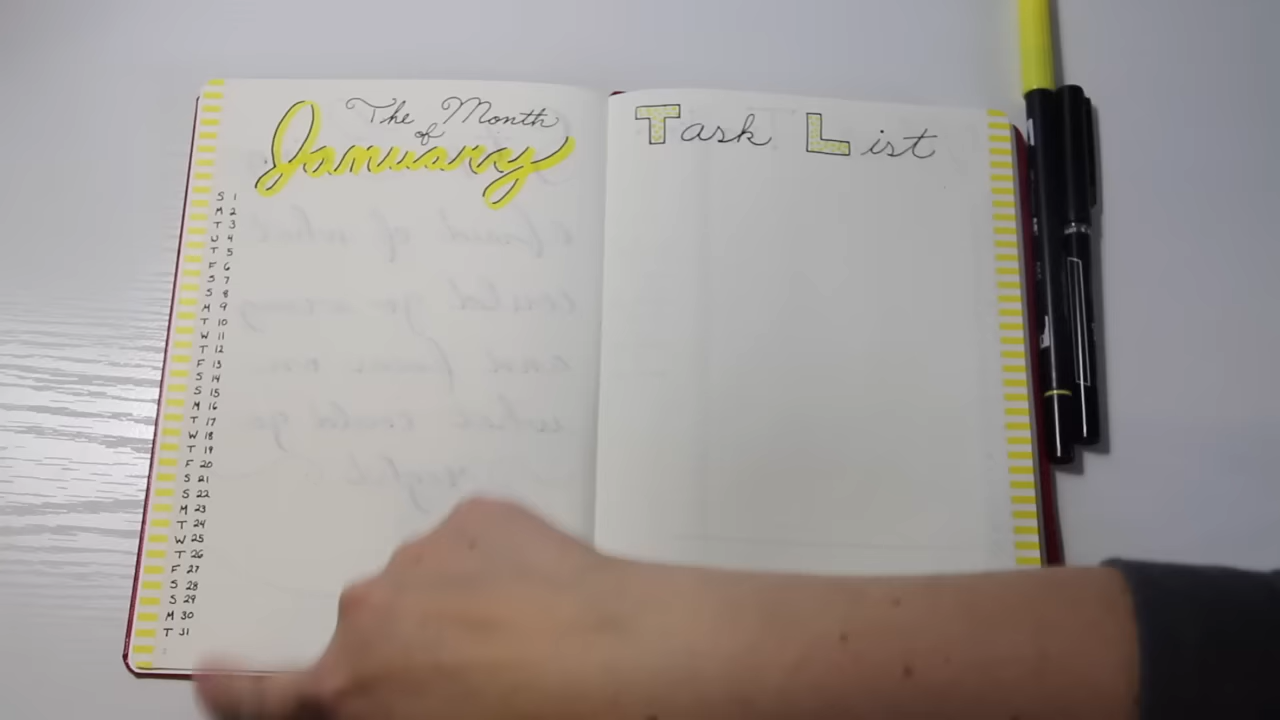 The Month
of
January
S 1
M 2
T 3
W 4
T 5
F 6
S 7
S 8
M 9
T 10
W 11
T 12
F 13
S 14
S 15
M 16
T 17
W 18
T 19
F 20
S 21
S 22
M 23
T 24
W 25
T 26
F 27
S 28
S 29
M 30
T 31
Task List